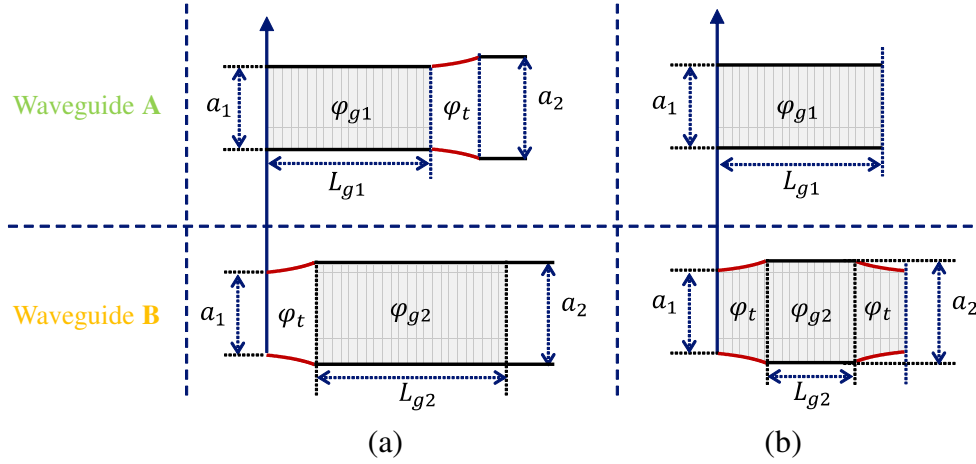 Waveguide A
a₁
φg1
φt
a₂
Lg1
a₁
φg1
Lg1
Waveguide B
a₁
φt
φg2
a₂
Lg2
a₁
φt
φg2
φt
a₂
Lg2
(a)
(b)